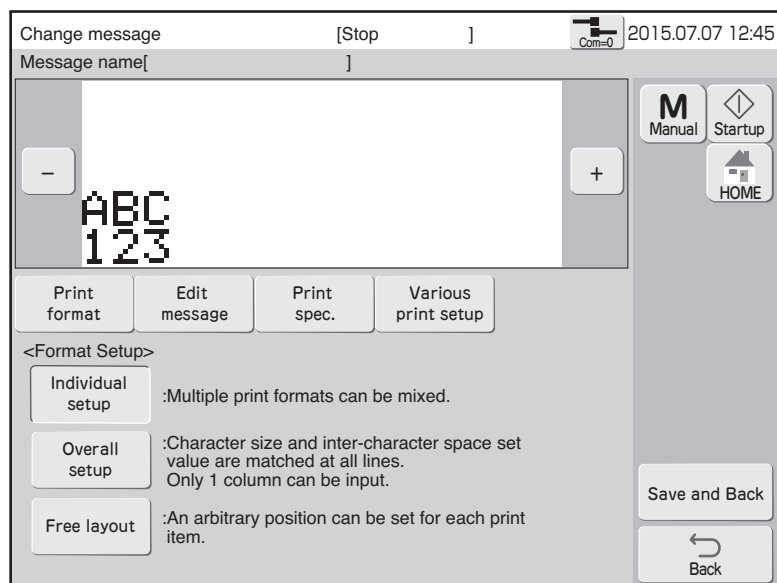 Change message [Stop ] Com=0 2015.07.07 12:45
Message name[ ]
M
Manual
Startup
HOME
−
+
ABC
123
Print
format
Edit
message
Print
spec.
Various
print setup
<Format Setup>
Individual
setup
:Multiple print formats can be mixed.
Overall
setup
:Character size and inter-character space set
value are matched at all lines.
Only 1 column can be input.
Free layout
:An arbitrary position can be set for each print
item.
Save and Back
Back